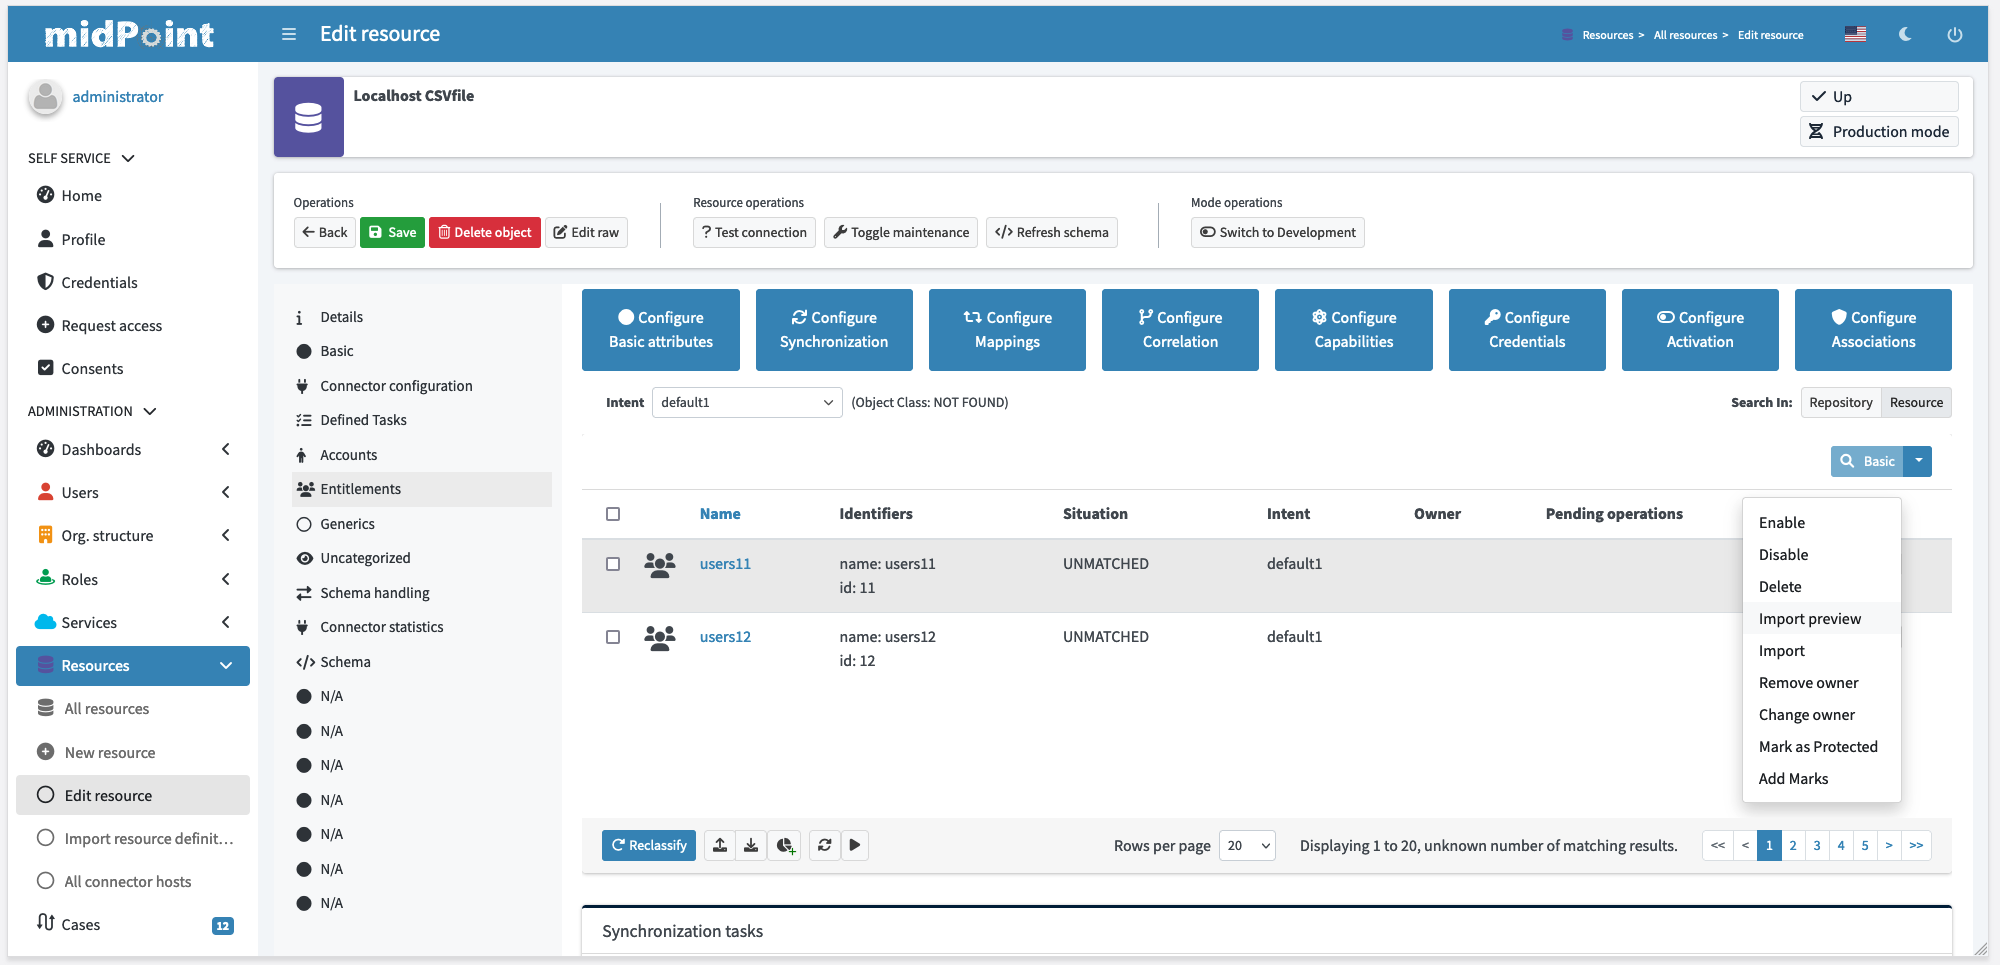 midPoint
Edit resource
Resources > All resources > Edit resource
administrator
SELF SERVICE
Home
Profile
Credentials
Request access
Consents
ADMINISTRATION
Dashboards
Users
Org. structure
Roles
Services
Resources
All resources
New resource
Edit resource
Import resource definit...
All connector hosts
Cases 12
Localhost CSVfile
Up
Production mode
Operations
Back Save Delete object Edit raw
Resource operations
? Test connection Toggle maintenance </> Refresh schema
Mode operations
Switch to Development
Details
Basic
Connector configuration
Defined Tasks
Accounts
Entitlements
Generics
Uncategorized
Schema handling
Connector statistics
</> Schema
N/A
N/A
N/A
N/A
N/A
N/A
N/A
Configure
Basic attributes
Configure
Synchronization
Configure
Mappings
Configure
Correlation
Configure
Capabilities
Configure
Credentials
Configure
Activation
Configure
Associations
Intent default1 (Object Class: NOT FOUND)
Search In: Repository Resource
Basic
Name Identifiers Situation Intent Owner Pending operations
users11 name: users11 UNMATCHED default1
id: 11
users12 name: users12 UNMATCHED default1
id: 12
Enable
Disable
Delete
Import preview
Import
Remove owner
Change owner
Mark as Protected
Add Marks
Reclassify
Rows per page 20 Displaying 1 to 20, unknown number of matching results. << < 1 2 3 4 5 > >>
Synchronization tasks